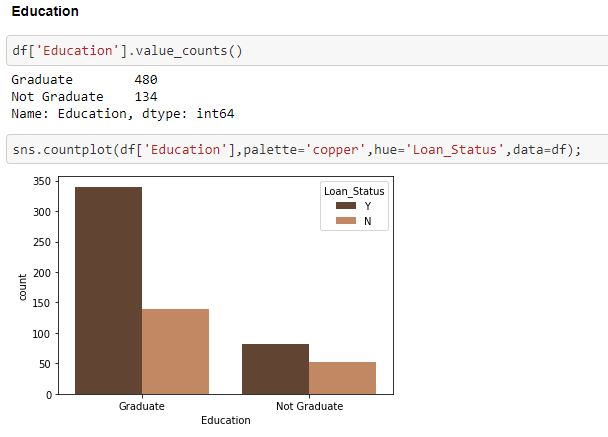 Education
df['Education'].value_counts()
Graduate 480
Not Graduate 134
Name: Education, dtype: int64
sns.countplot(df['Education'],palette='copper',hue='Loan_Status',data=df);
350
300
250
200
150
100
50
0
count
Loan_Status
Y
N
Graduate Not Graduate
Education